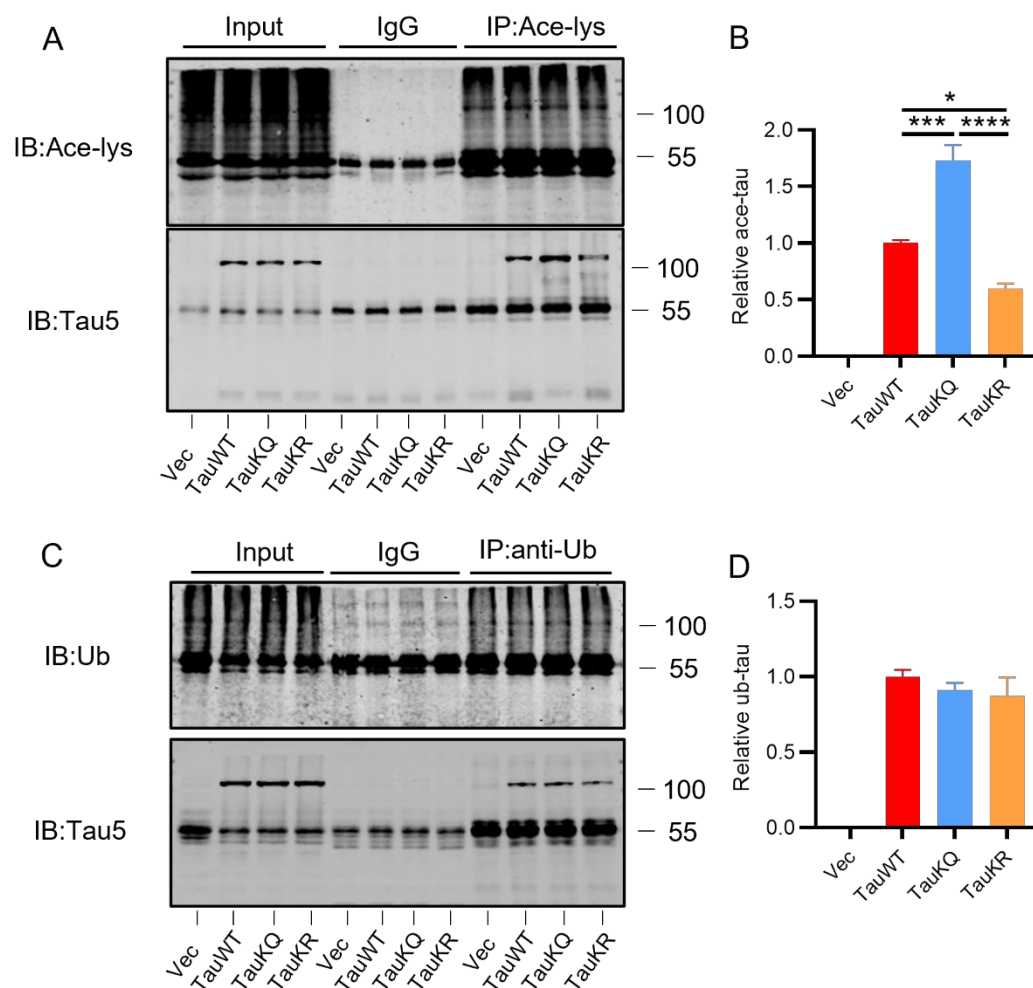 A
Input IgG IP:Ace-lys
IB:Ace-lys
100
55
IB:Tau5
100
55
Vec TauWT TauKQ TauKR Vec TauWT TauKQ TauKR Vec TauWT TauKQ TauKR
B
* 
*** ****
Relative ace-tau
2.0
1.5
1.0
0.5
0.0
Vec TauWT TauKQ TauKR
C
Input IgG IP:anti-Ub
IB:Ub
100
55
IB:Tau5
100
55
Vec TauWT TauKQ TauKR Vec TauWT TauKQ TauKR Vec TauWT TauKQ TauKR
D
Relative ub-tau
1.5
1.0
0.5
0.0
Vec TauWT TauKQ TauKR